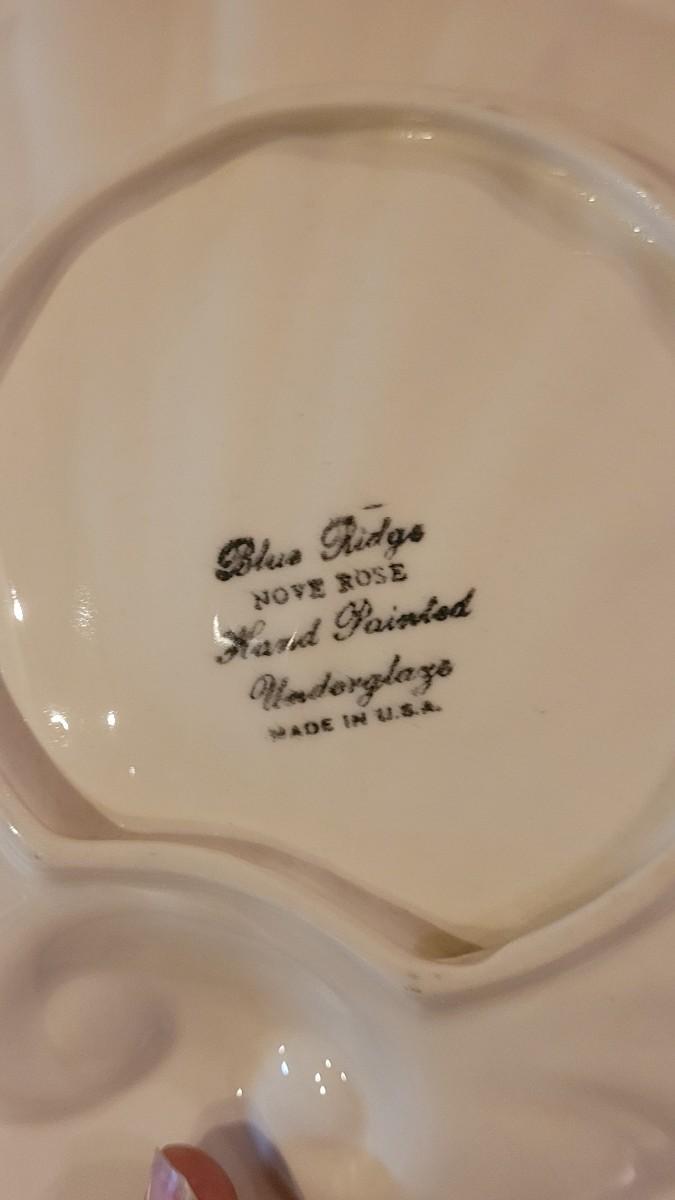 Blue Ridge
NOVE ROSE
Hand Painted
Underglaze
MADE IN U.S.A.